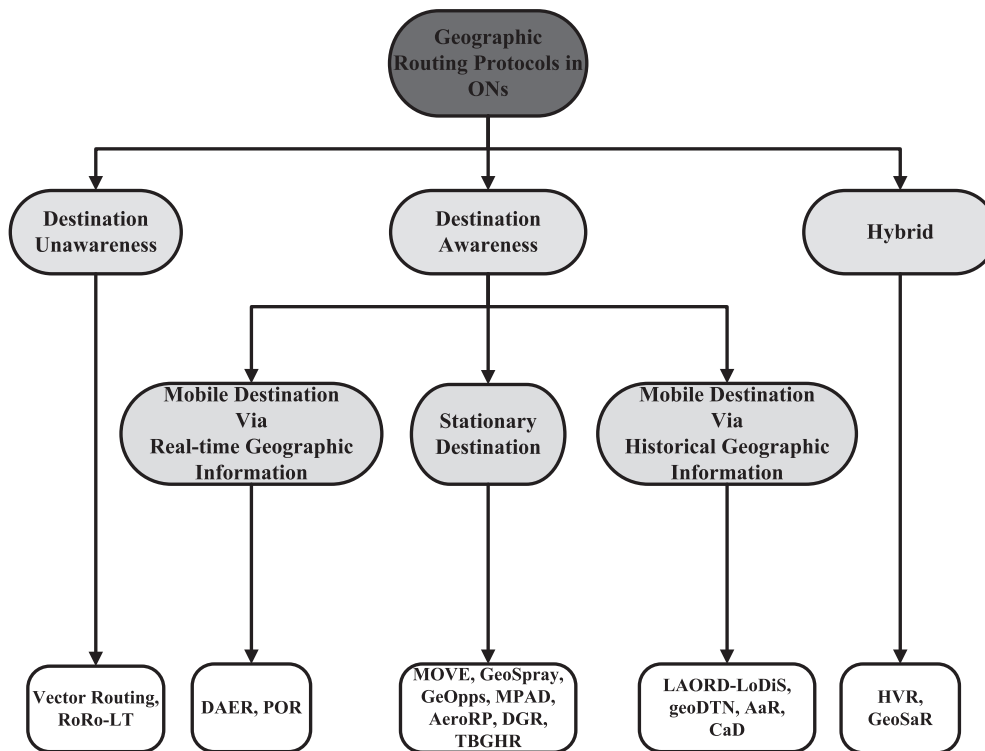 Geographic
Routing Protocols in
ONs
Destination
Unawareness
Destination
Awareness
Hybrid
Mobile Destination
Via
Real-time Geographic
Information
Stationary
Destination
Mobile Destination
Via
Historical Geographic
Information
Vector Routing,
RoRo-LT
DAER, POR
MOVE, GeoSpray,
GeOpps, MPAD,
AeroRP, DGR,
TBGHR
LAORD-LoDiS,
geoDTN, AaR,
CaD
HVR,
GeoSaR